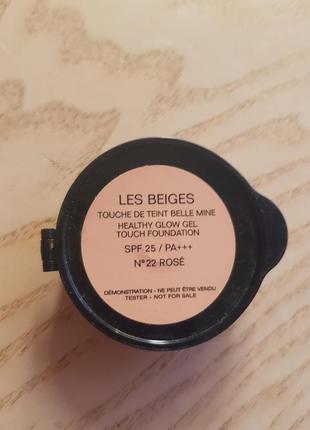 LES BEIGES
TOUCHE DE TEINT BELLE MINE
HEALTHY GLOW GEL
TOUCH FOUNDATION
SPF 25 / PA+++
N°22 ROSÉ
DÉMONSTRATION - NE PEUT ÊTRE VENDU
TESTER - NOT FOR SALE